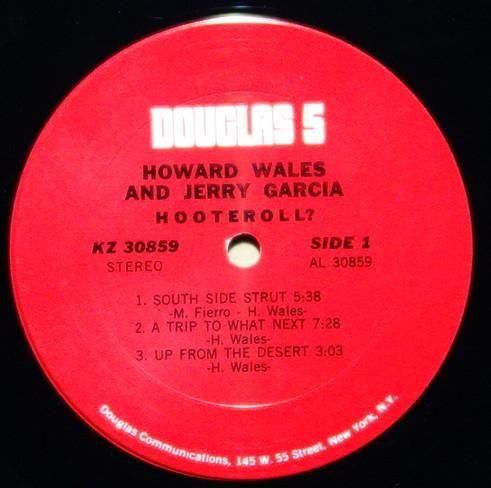 DOUGLAS 5
HOWARD WALES
AND JERRY GARCIA
HOOTEROLL?
KZ 30859 SIDE 1
STEREO AL 30859
1. SOUTH SIDE STRUT 5:38
-M. Fierro - H. Wales-
2. A TRIP TO WHAT NEXT 7:28
-H. Wales-
3. UP FROM THE DESERT 3:03
-H. Wales-
Douglas Communications, 145 W. 55 Street, New York, N.Y.